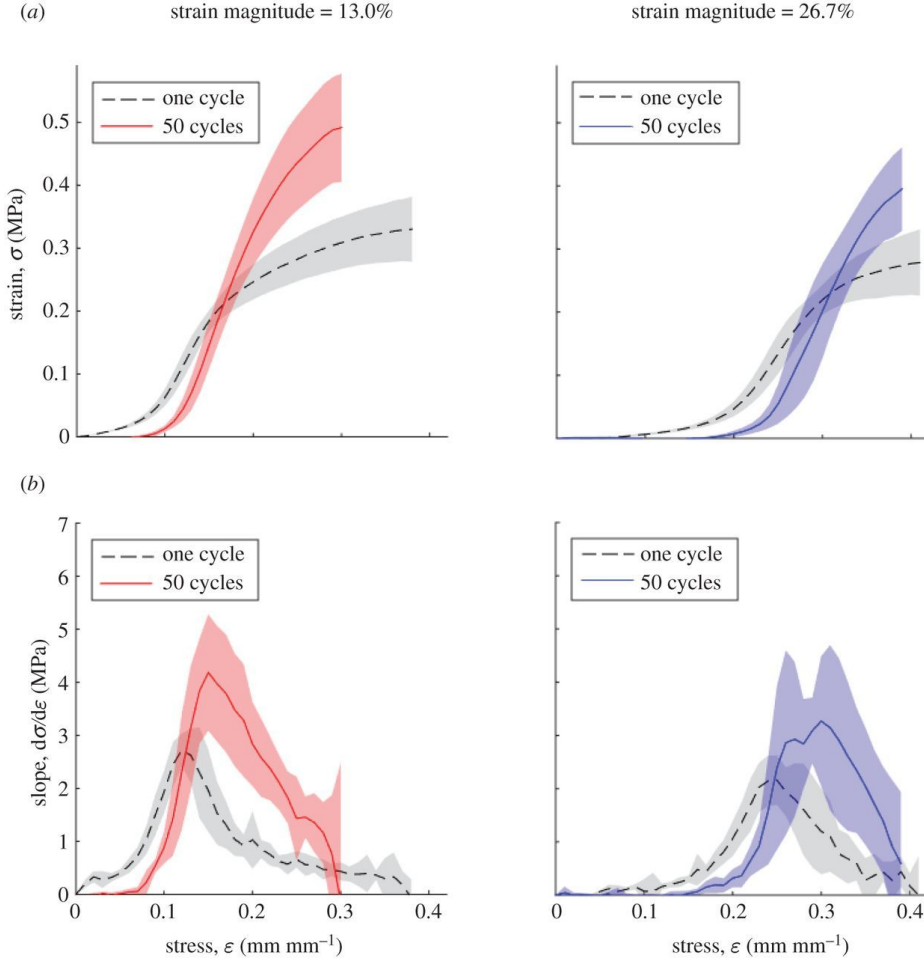 (a) strain magnitude = 13.0% strain magnitude = 26.7%
one cycle
50 cycles
0.5
0.4
0.3
0.2
0.1
0
strain, σ (MPa)
one cycle
50 cycles
(b)
7
6
5
4
3
2
1
0
slope, dσ/dε (MPa)
one cycle
50 cycles
0.1 0.2 0.3 0.4
stress, ε (mm mm⁻¹)
one cycle
50 cycles
0 0.1 0.2 0.3 0.4
stress, ε (mm mm⁻¹)